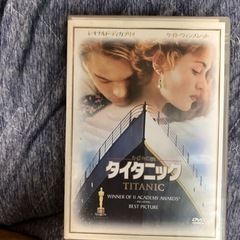 レオナルド・ディカプリオ
ケイト・ウィンスレット
タイタニック
TITANIC
WINNER OF 11 ACADEMY AWARDS
BEST PICTURE
DVD